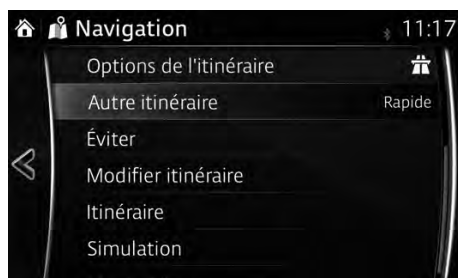 Navigation 11:17
Options de l'itinéraire
Autre itinéraire Rapide
Éviter
Modifier itinéraire
Itinéraire
Simulation